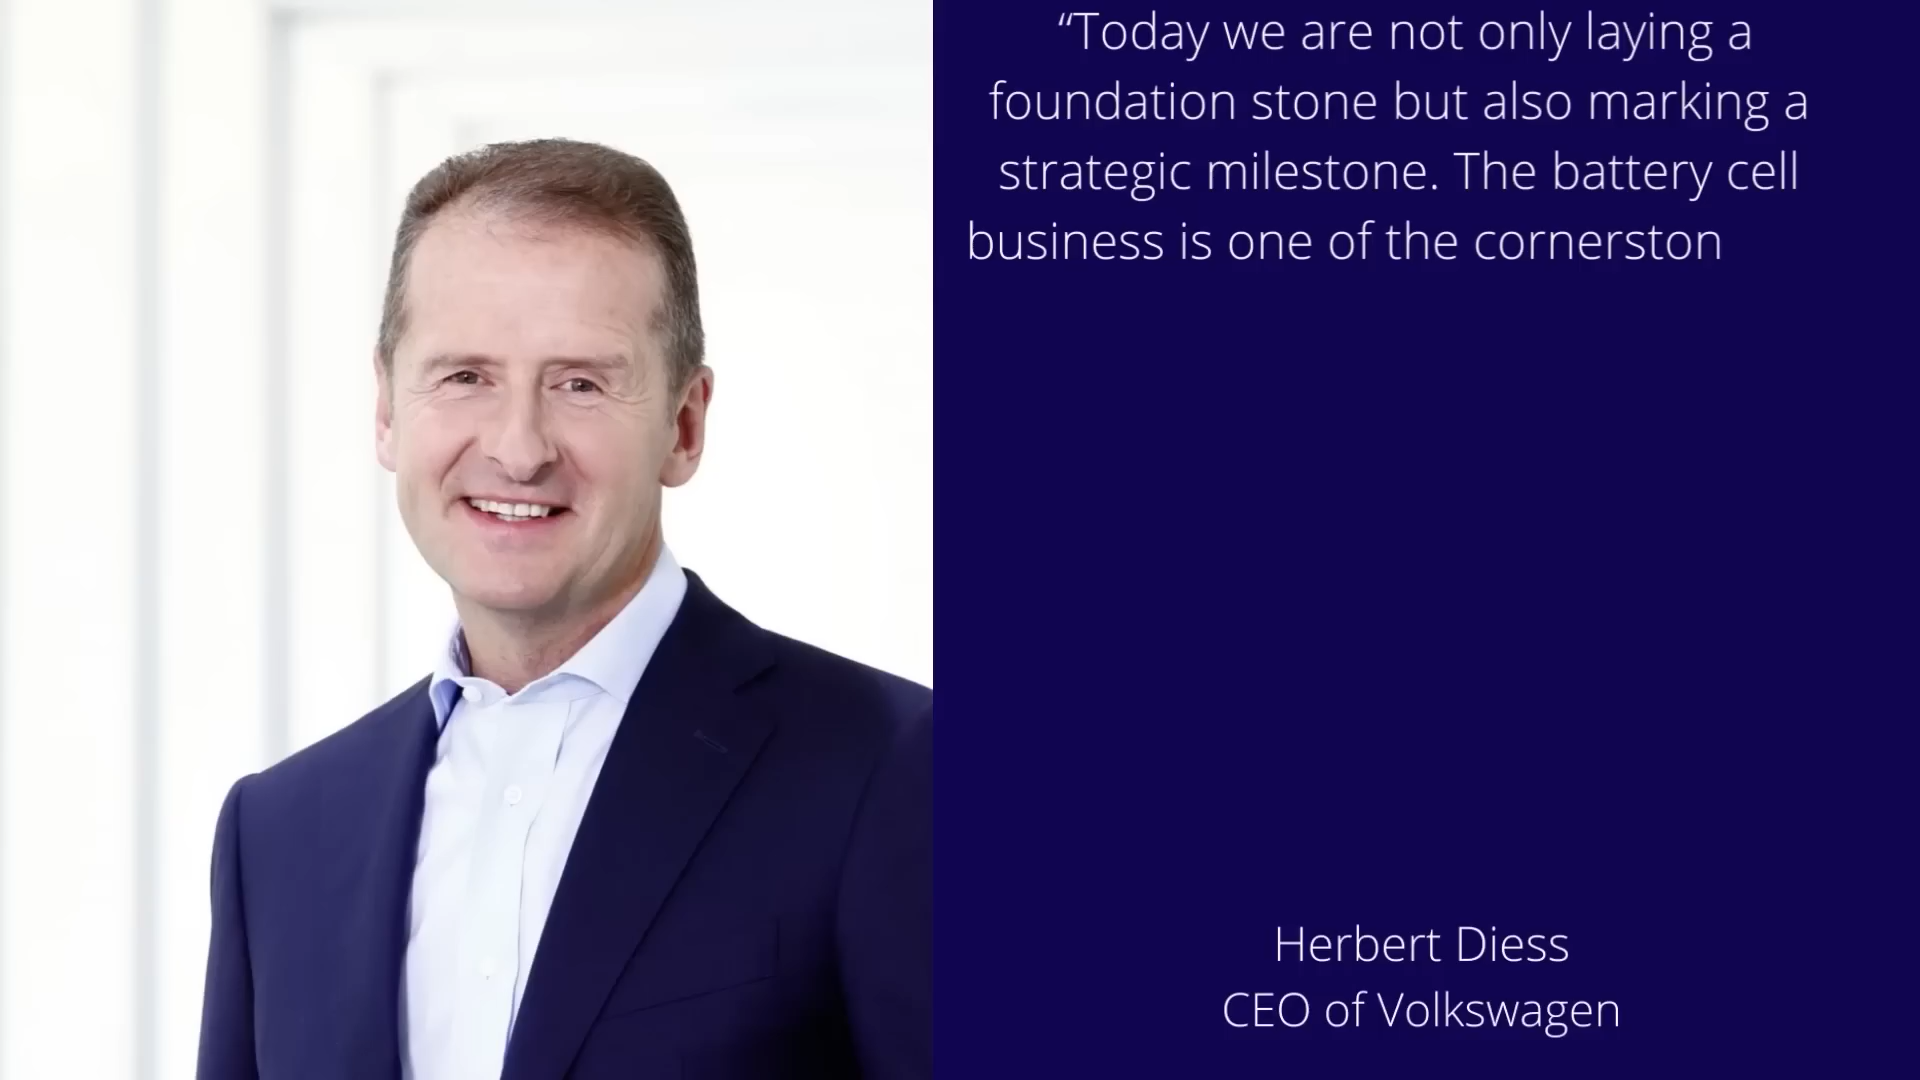 “Today we are not only laying a
foundation stone but also marking a
strategic milestone. The battery cell
business is one of the cornerston
Herbert Diess
CEO of Volkswagen